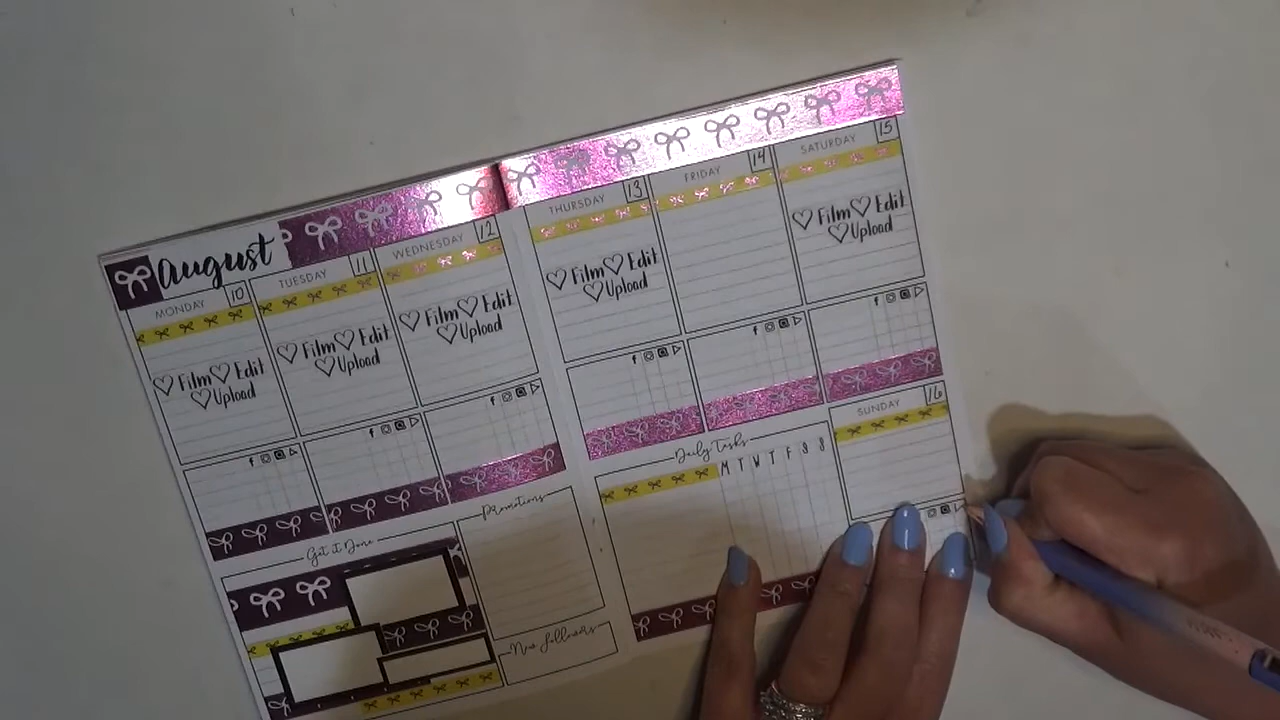 August
MONDAY 10
TUESDAY 11
WEDNESDAY 12
THURSDAY 13
FRIDAY 14
SATURDAY 15
Film Edit
Upload
Film Edit
Upload
Film Edit
Upload
Film Edit
Upload
Film Edit
Upload
SUNDAY 16
Daily Tasks
M T W T F S S
Get It Done
Promotions
New Followers